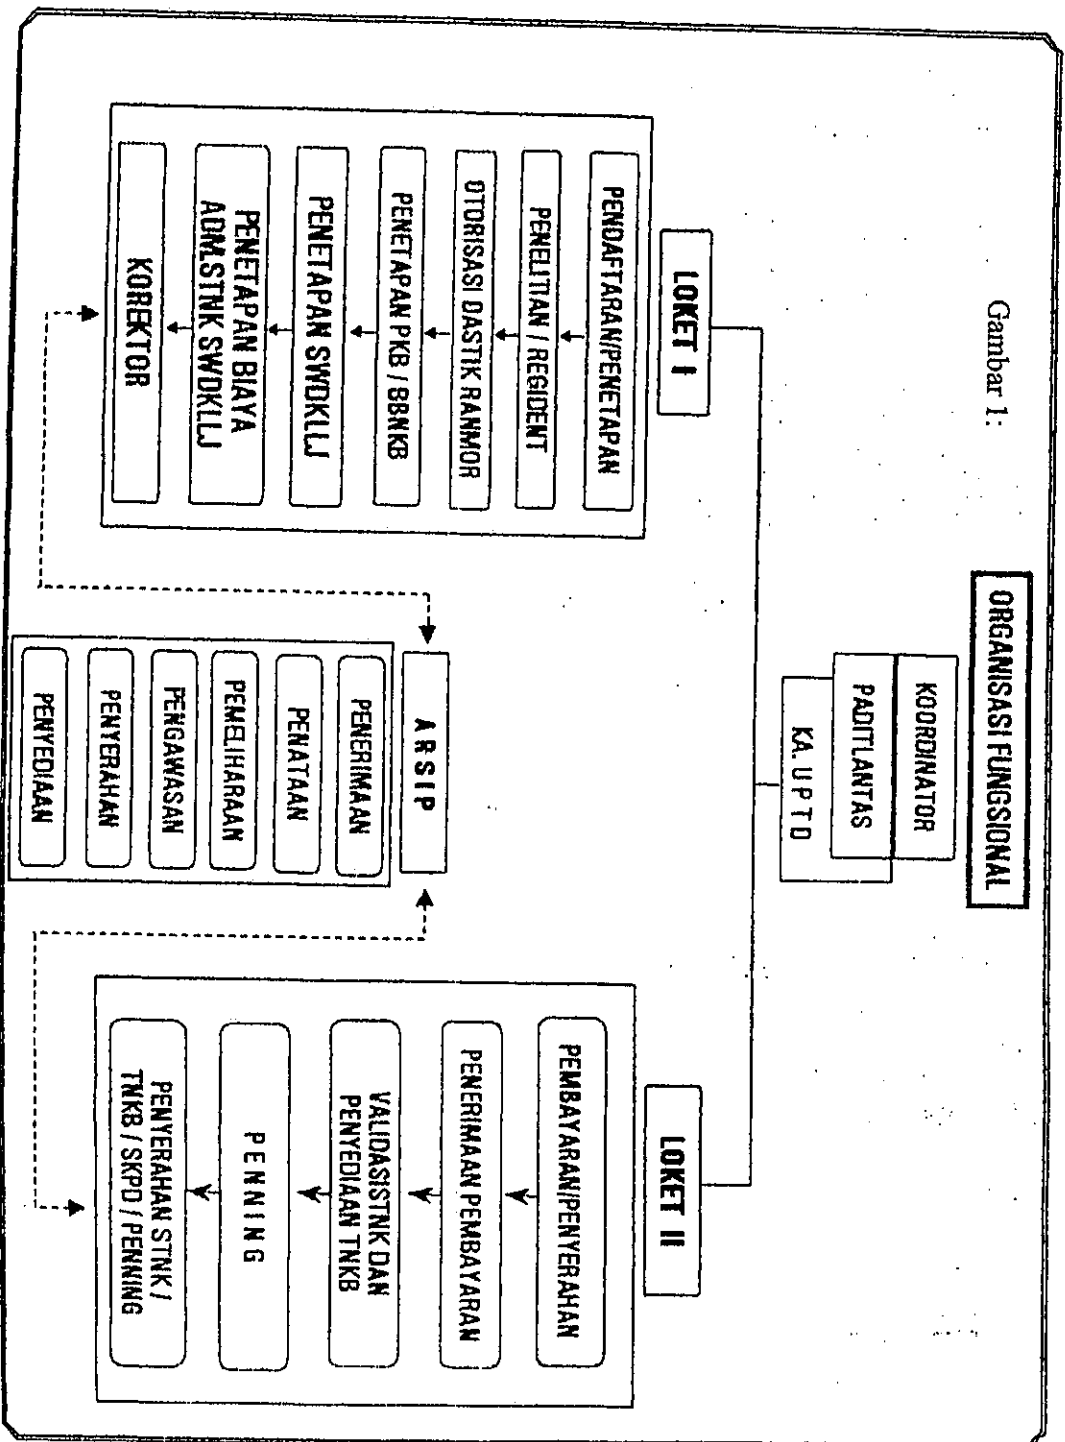 Gambar 1:
ORGANISASI FUNGSIONAL
KOORDINATOR
PADITLANTAS
KA. U P T D
LOKET I
PENDAFTARAN/PENETAPAN
PENELITIAN / REGIDENT
OTORISASI DASTIK RANMOR
PENETAPAN PKB / BBNKB
PENETAPAN SWDKLLJ
PENETAPAN BIAYA
ADM.STNK SWDKLLJ
KOREKTOR
A R S I P
PENERIMAAN
PENATAAN
PEMELIHARAAN
PENGAWASAN
PENYERAHAN
PENYEDIAAN
LOKET II
PEMBAYARAN/PENYERAHAN
PENERIMAAN PEMBAYARAN
VALIDASISTNK DAN
PENYEDIAAN TNKB
P E N N I N G
PENYERAHAN STNK /
TNKB / SKPD / PENNING